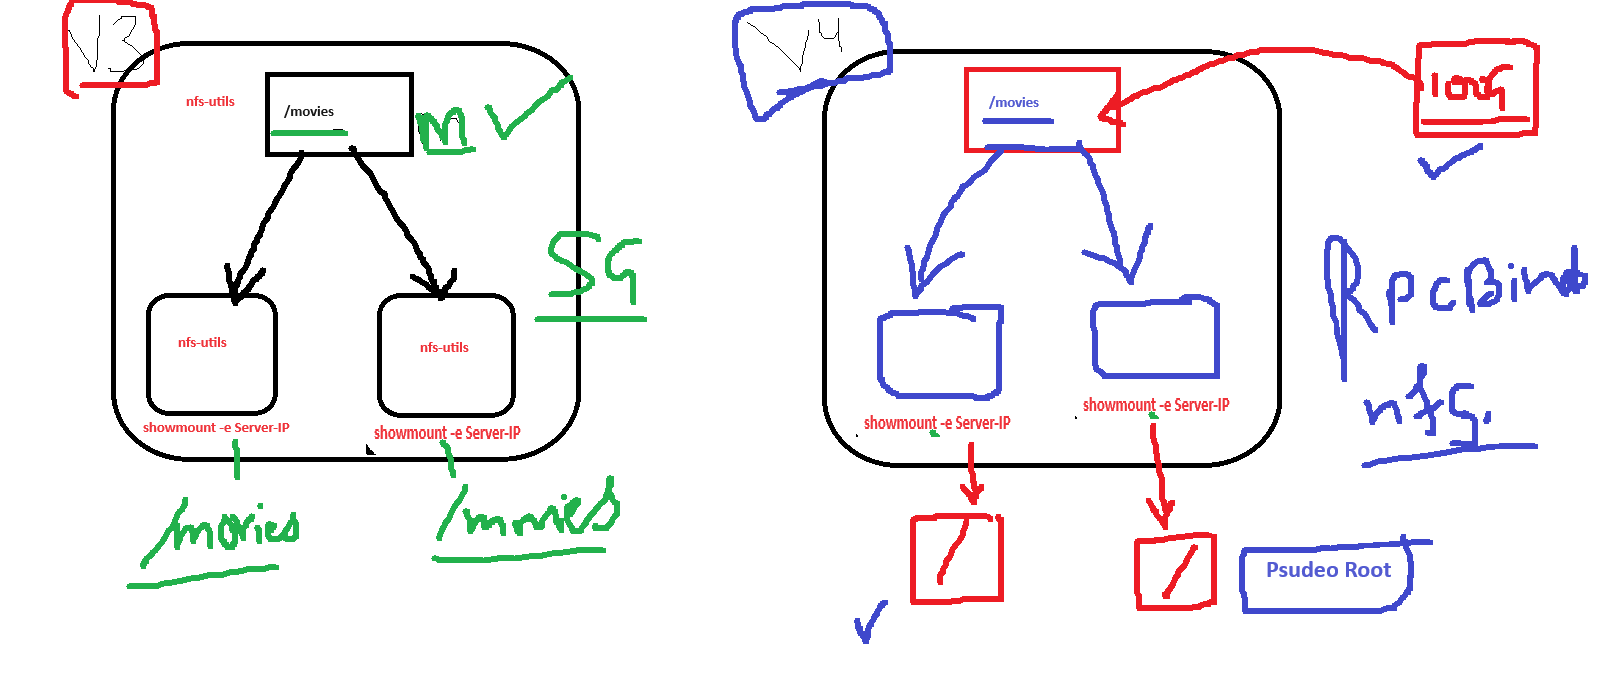 V3
nfs-utils
/movies
m
SG
nfs-utils
nfs-utils
showmount -e Server-IP
showmount -e Server-IP
/movies
/movies
V4
/movies
10G
RpcBind
nfs.
showmount -e Server-IP
showmount -e Server-IP
/
/
Psudeo Root